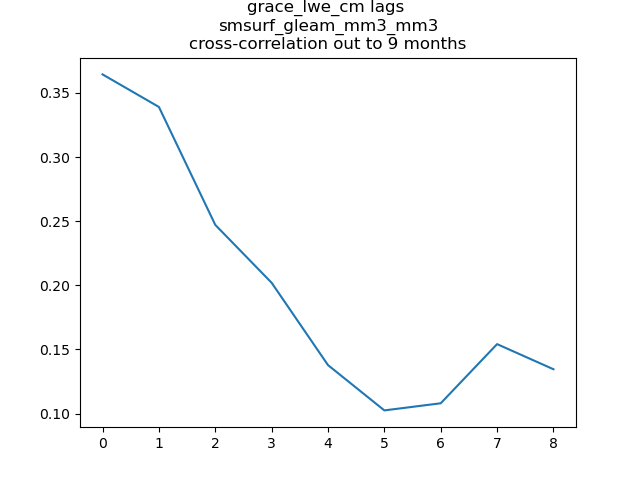 grace_lwe_cm lags
smsurf_gleam_mm3_mm3
cross-correlation out to 9 months
0.35
0.30
0.25
0.20
0.15
0.10
0 1 2 3 4 5 6 7 8